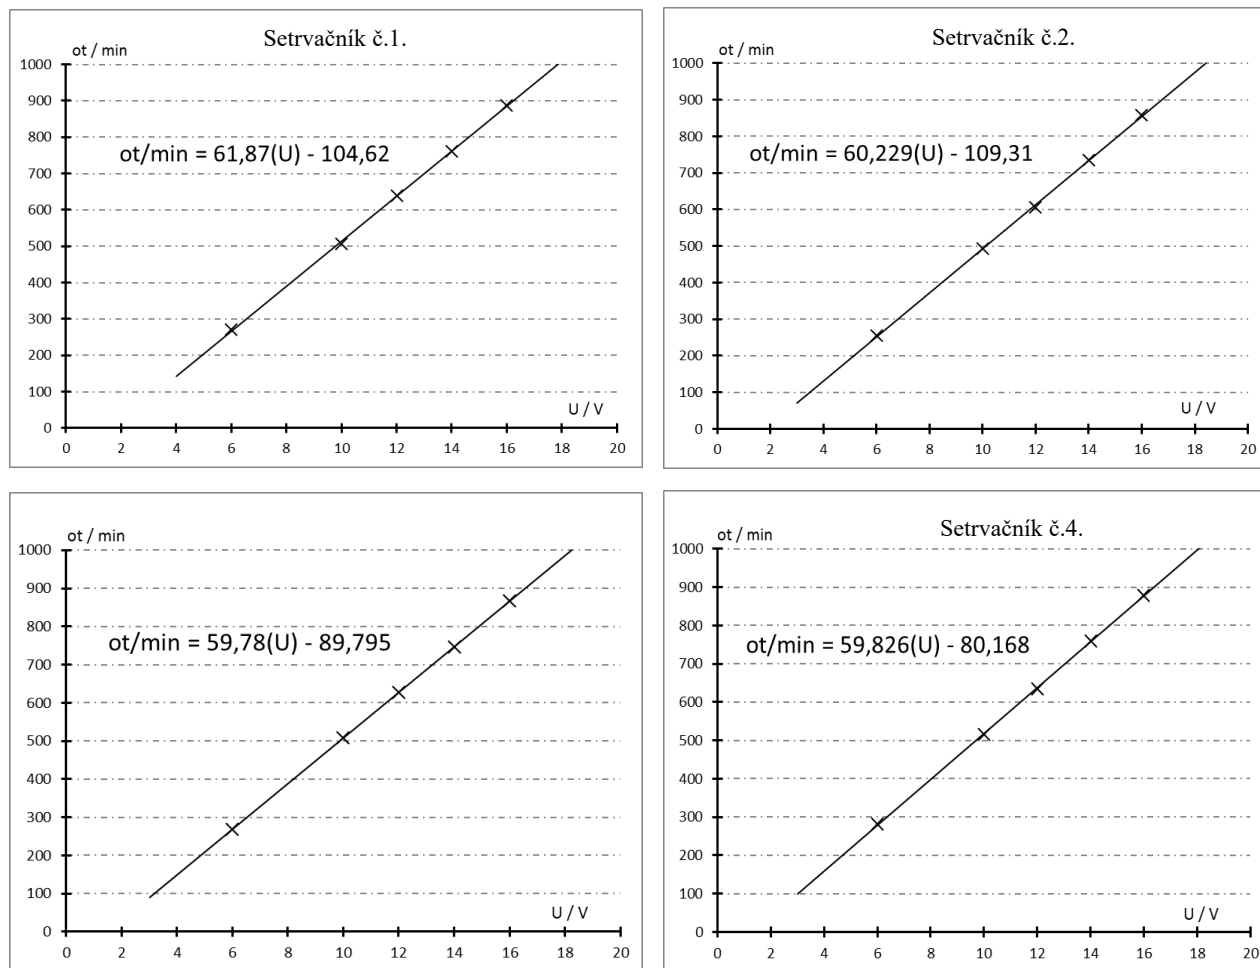 Setrvačník č.1.
ot / min
1000
900
800
ot/min = 61,87(U) - 104,62
700
600
500
400
300
200
100
U / V
0
0 2 4 6 8 10 12 14 16 18 20
Setrvačník č.2.
ot / min
1000
900
800
ot/min = 60,229(U) - 109,31
700
600
500
400
300
200
100
U / V
0
0 2 4 6 8 10 12 14 16 18 20
ot / min
1000
900
800
ot/min = 59,78(U) - 89,795
700
600
500
400
300
200
100
U / V
0
0 2 4 6 8 10 12 14 16 18 20
Setrvačník č.4.
ot / min
1000
900
800
ot/min = 59,826(U) - 80,168
700
600
500
400
300
200
100
U / V
0
0 2 4 6 8 10 12 14 16 18 20